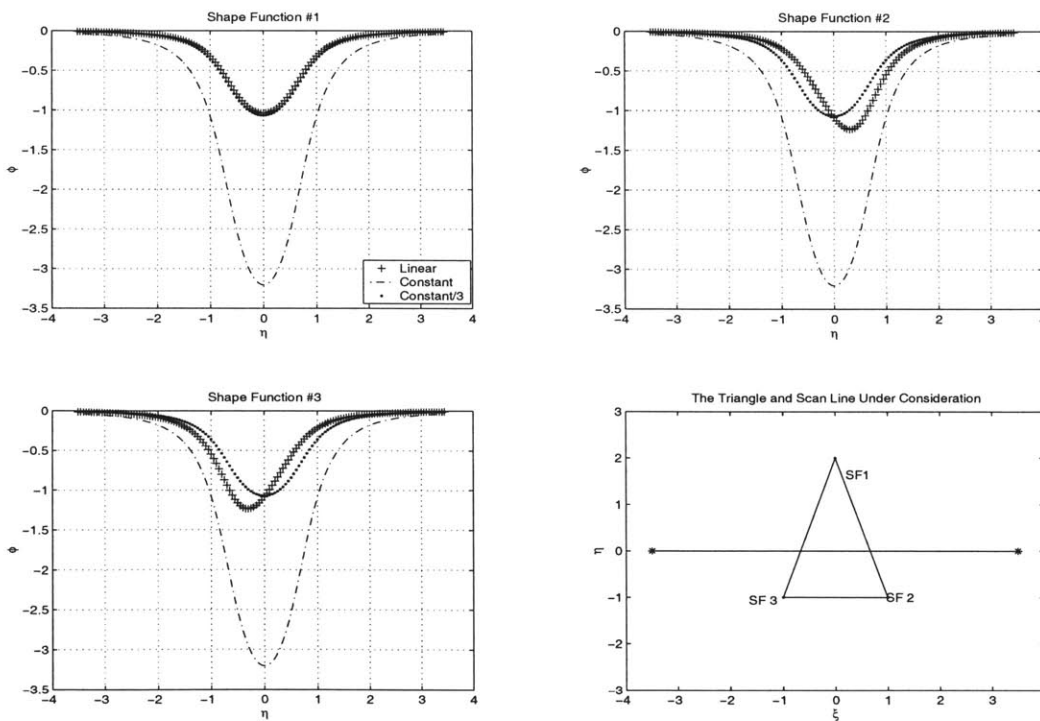 Shape Function #1
0
−0.5
−1
−1.5
−2
−2.5
−3
−3.5
ϕ
Linear
Constant
Constant/3
−4 −3 −2 −1 0 1 2 3 4
η
Shape Function #2
0
−0.5
−1
−1.5
−2
−2.5
−3
−3.5
ϕ
−4 −3 −2 −1 0 1 2 3 4
η
Shape Function #3
0
−0.5
−1
−1.5
−2
−2.5
−3
−3.5
ϕ
−4 −3 −2 −1 0 1 2 3 4
η
The Triangle and Scan Line Under Consideration
3
2
1
0
−1
−2
−3
η
SF1
SF 3
SF 2
−4 −3 −2 −1 0 1 2 3 4
ξ